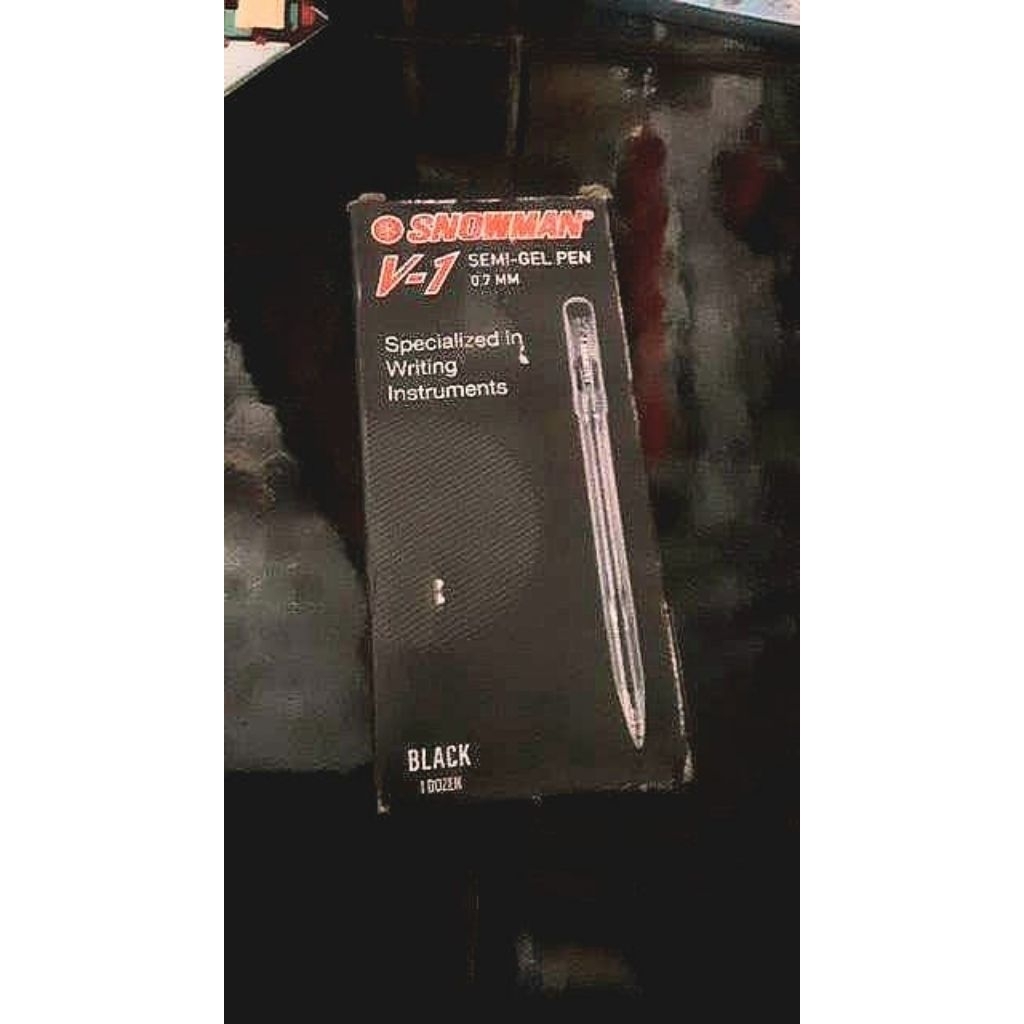 SNOWMAN®
V-1 SEMI-GEL PEN
0.7 MM
Specialized in
Writing
Instruments
BLACK
1 DOZEN